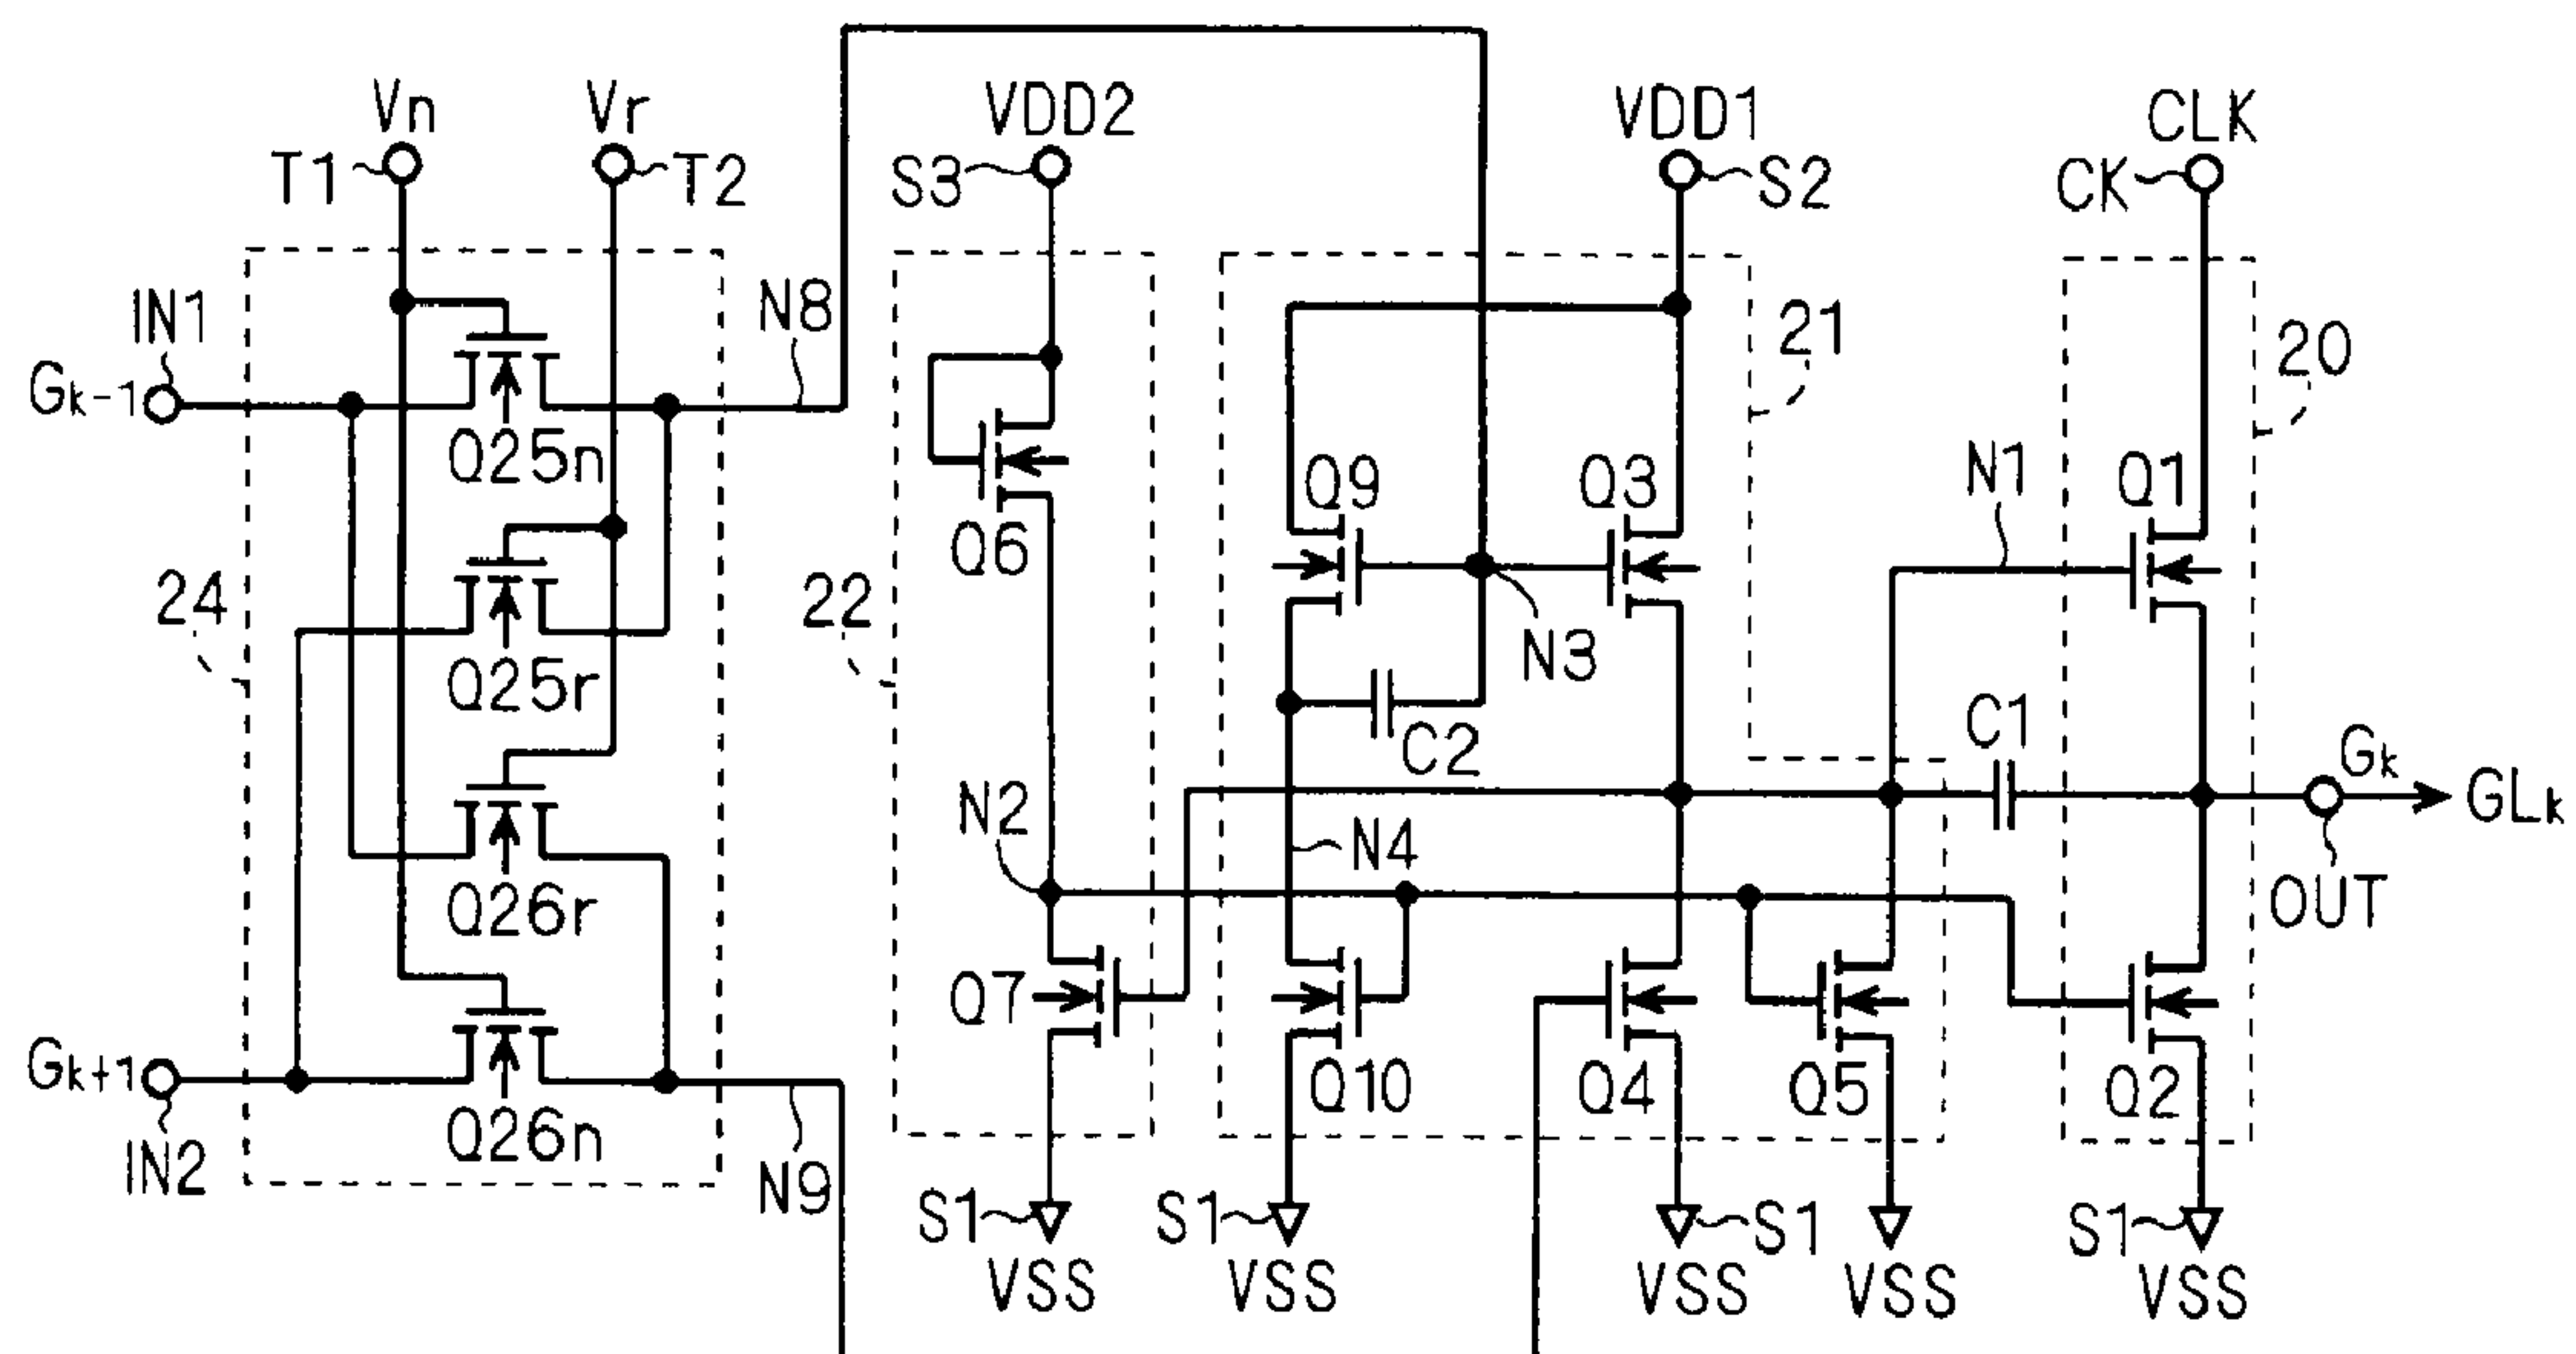 Vn
Vr
VDD2
VDD1
CLK
T1
T2
S3
S2
CK
IN1
N8
21
20
Gk-1
Q25n
Q9
Q3
N1
Q1
Q6
24
22
N3
Q25r
C2
C1
Gk
GLk
N2
N4
Q26r
OUT
Q7
Gk+1
Q10
Q4
Q5
Q2
Q26n
IN2
N9
S1
S1
S1
S1
VSS
VSS
VSS
VSS
VSS